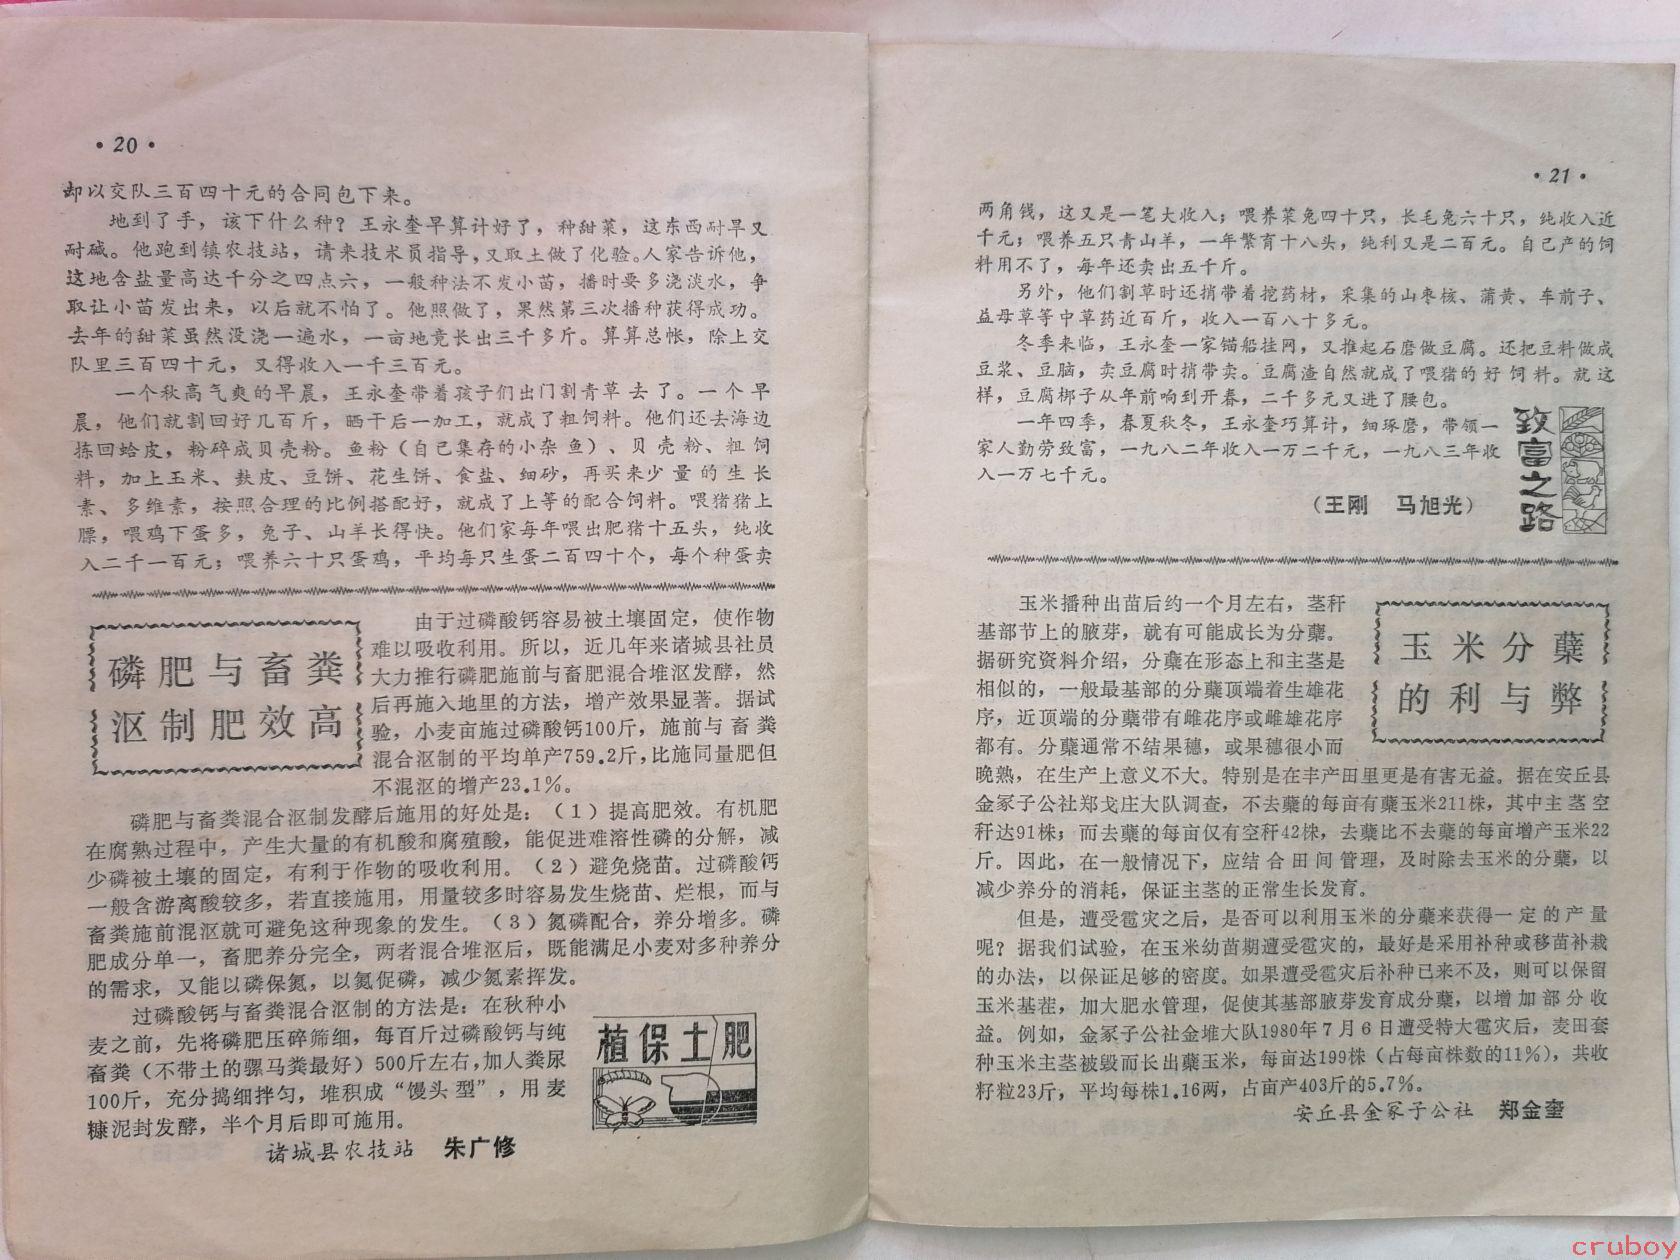 • 20 •
却以交队三百四十元的合同包下来。
地到了手，该下什么种？王永奎早算计好了，种甜菜，这东西耐旱又
耐碱。他跑到镇农技站，请来技术员指导，又取土做了化验。人家告诉他，
这地含盐量高达千分之四点六，一般种法不发小苗，播时要多浇淡水，争
取让小苗发出来，以后就不怕了。他照做了，果然第三次播种获得成功。
去年的甜菜虽然没浇一遍水，一亩地竟长出三千多斤。算算总帐，除上交
队里三百四十元，又得收入一千三百元。
一个秋高气爽的早晨，王永奎带着孩子们出门割青草去了。一个早
晨，他们就割回好几百斤，晒干后一加工，就成了粗饲料。他们还去海边
拣回蛤皮，粉碎成贝壳粉。鱼粉（自己集存的小杂鱼）、贝壳粉、粗饲
料，加上玉米、麸皮、豆饼、花生饼、食盐、细砂，再买来少量的生长
素、多维素，按照合理的比例搭配好，就成了上等的配合饲料。喂猪猪上
膘，喂鸡下蛋多，兔子、山羊长得快。他们家每年喂出肥猪十五头，纯收
入二千一百元；喂养六十只蛋鸡，平均每只生蛋二百四十个，每个种蛋卖
磷肥与畜粪
沤制肥效高
由于过磷酸钙容易被土壤固定，使作物
难以吸收利用。所以，近几年来诸城县社员
大力推行磷肥施前与畜肥混合堆沤发酵，然
后再施入地里的方法，增产效果显著。据试
验，小麦亩施过磷酸钙100斤，施前与畜粪
混合沤制的平均单产759.2斤，比施同量肥但
不混沤的增产23.1%。
磷肥与畜粪混合沤制发酵后施用的好处是：（1）提高肥效。有机肥
在腐熟过程中，产生大量的有机酸和腐殖酸，能促进难溶性磷的分解，减
少磷被土壤的固定，有利于作物的吸收利用。（2）避免烧苗。过磷酸钙
一般含游离酸较多，若直接施用，用量较多时容易发生烧苗、烂根，而与
畜粪施前混沤就可避免这种现象的发生。（3）氮磷配合，养分增多。磷
肥成分单一，畜肥养分完全，两者混合堆沤后，既能满足小麦对多种养分
的需求，又能以磷保氮，以氮促磷，减少氮素挥发。
过磷酸钙与畜粪混合沤制的方法是：在秋种小
麦之前，先将磷肥压碎筛细，每百斤过磷酸钙与纯
畜粪（不带土的骡马粪最好）500斤左右，加人粪尿
100斤，充分捣细拌匀，堆积成“馒头型”，用麦
糠泥封发酵，半个月后即可施用。
诸城县农技站 朱广修
植保土肥
• 21 •
两角钱，这又是一笔大收入；喂养菜兔四十只，长毛兔六十只，纯收入近
千元；喂养五只青山羊，一年繁育十八头，纯利又是二百元。自己产的饲
料用不了，每年还卖出五千斤。
另外，他们割草时还捎带着挖药材，采集的山枣核、蒲黄、车前子、
益母草等中草药近百斤，收入一百八十多元。
冬季来临，王永奎一家锚船挂网，又推起石磨做豆腐。还把豆料做成
豆浆、豆脑，卖豆腐时捎带卖。豆腐渣自然就成了喂猪的好饲料。就这
样，豆腐梆子从年前响到开春，二千多元又进了腰包。
一年四季，春夏秋冬，王永奎巧算计，细琢磨，带领一
家人勤劳致富，一九八二年收入一万二千元，一九八三年收
入一万七千元。
（王刚 马旭光）
致富之路
玉米分蘖
的利与弊
玉米播种出苗后约一个月左右，茎秆
基部节上的腋芽，就有可能成长为分蘖。
据研究资料介绍，分蘖在形态上和主茎是
相似的，一般最基部的分蘖顶端着生雄花
序，近顶端的分蘖带有雌花序或雌雄花序
都有。分蘖通常不结果穗，或果穗很小而
晚熟，在生产上意义不大。特别是在丰产田里更是有害无益。据在安丘县
金冢子公社郑戈庄大队调查，不去蘖的每亩有蘖玉米211株，其中主茎空
秆达91株；而去蘖的每亩仅有空秆42株，去蘖比不去蘖的每亩增产玉米22
斤。因此，在一般情况下，应结合田间管理，及时除去玉米的分蘖，以
减少养分的消耗，保证主茎的正常生长发育。
但是，遭受雹灾之后，是否可以利用玉米的分蘖来获得一定的产量
呢？据我们试验，在玉米幼苗期遭受雹灾的，最好是采用补种或移苗补栽
的办法，以保证足够的密度。如果遭受雹灾后补种已来不及，则可以保留
玉米基茬，加大肥水管理，促使其基部腋芽发育成分蘖，以增加部分收
益。例如，金冢子公社金堆大队1980年7月6日遭受特大雹灾后，麦田套
种玉米主茎被毁而长出蘖玉米，每亩达199株（占每亩株数的11%），共收
籽粒23斤，平均每株1.16两，占亩产403斤的5.7%。
安丘县金冢子公社 郑金奎
cruboy